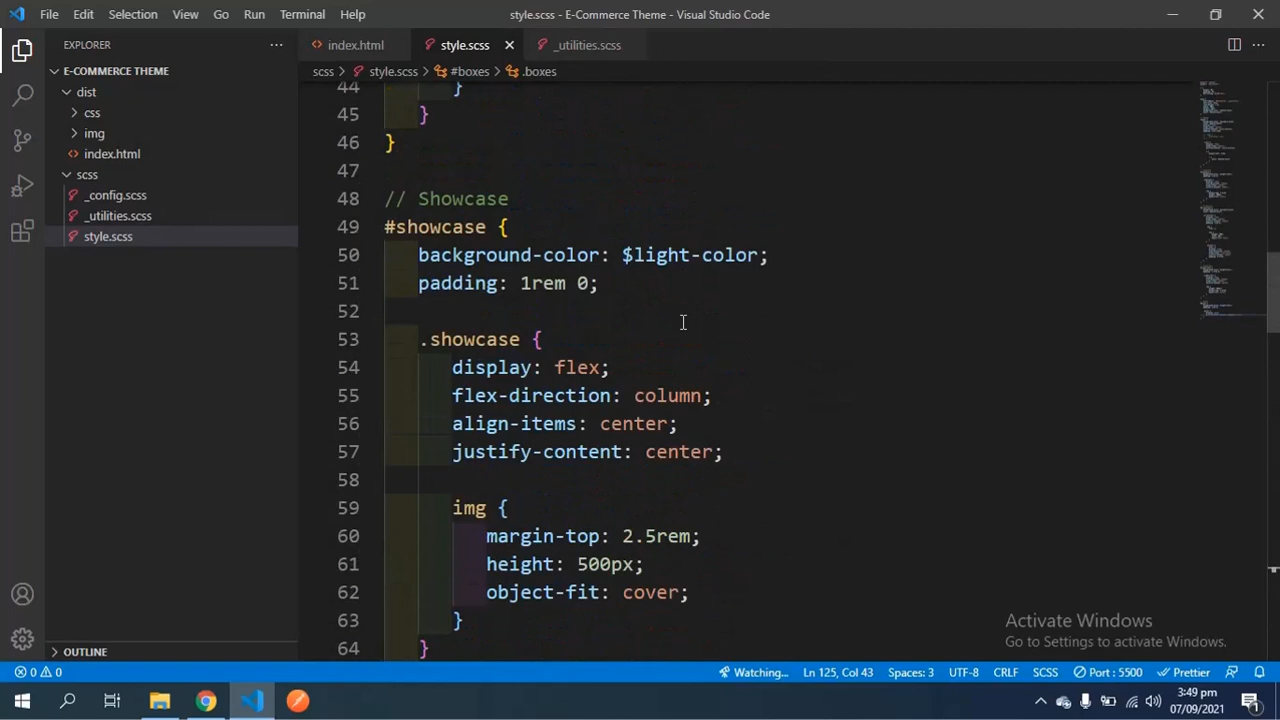 File Edit Selection View Go Run Terminal Help style.scss - E-Commerce Theme - Visual Studio Code
EXPLORER
index.html style.scss _utilities.scss
E-COMMERCE THEME
scss style.scss #boxes .boxes
dist
css
img
index.html
scss
_config.scss
_utilities.scss
style.scss
44 }
45 }
46 }
47
48 // Showcase
49 #showcase {
50 background-color: $light-color;
51 padding: 1rem 0;
52
53 .showcase {
54 display: flex;
55 flex-direction: column;
56 align-items: center;
57 justify-content: center;
58
59 img {
60 margin-top: 2.5rem;
61 height: 500px;
62 object-fit: cover;
63 }
64 }
Activate Windows
Go to Settings to activate Windows.
OUTLINE
0 0 Watching... Ln 125, Col 43 Spaces: 3 UTF-8 CRLF SCSS Port : 5500 Prettier
3:49 pm
07/09/2021
1